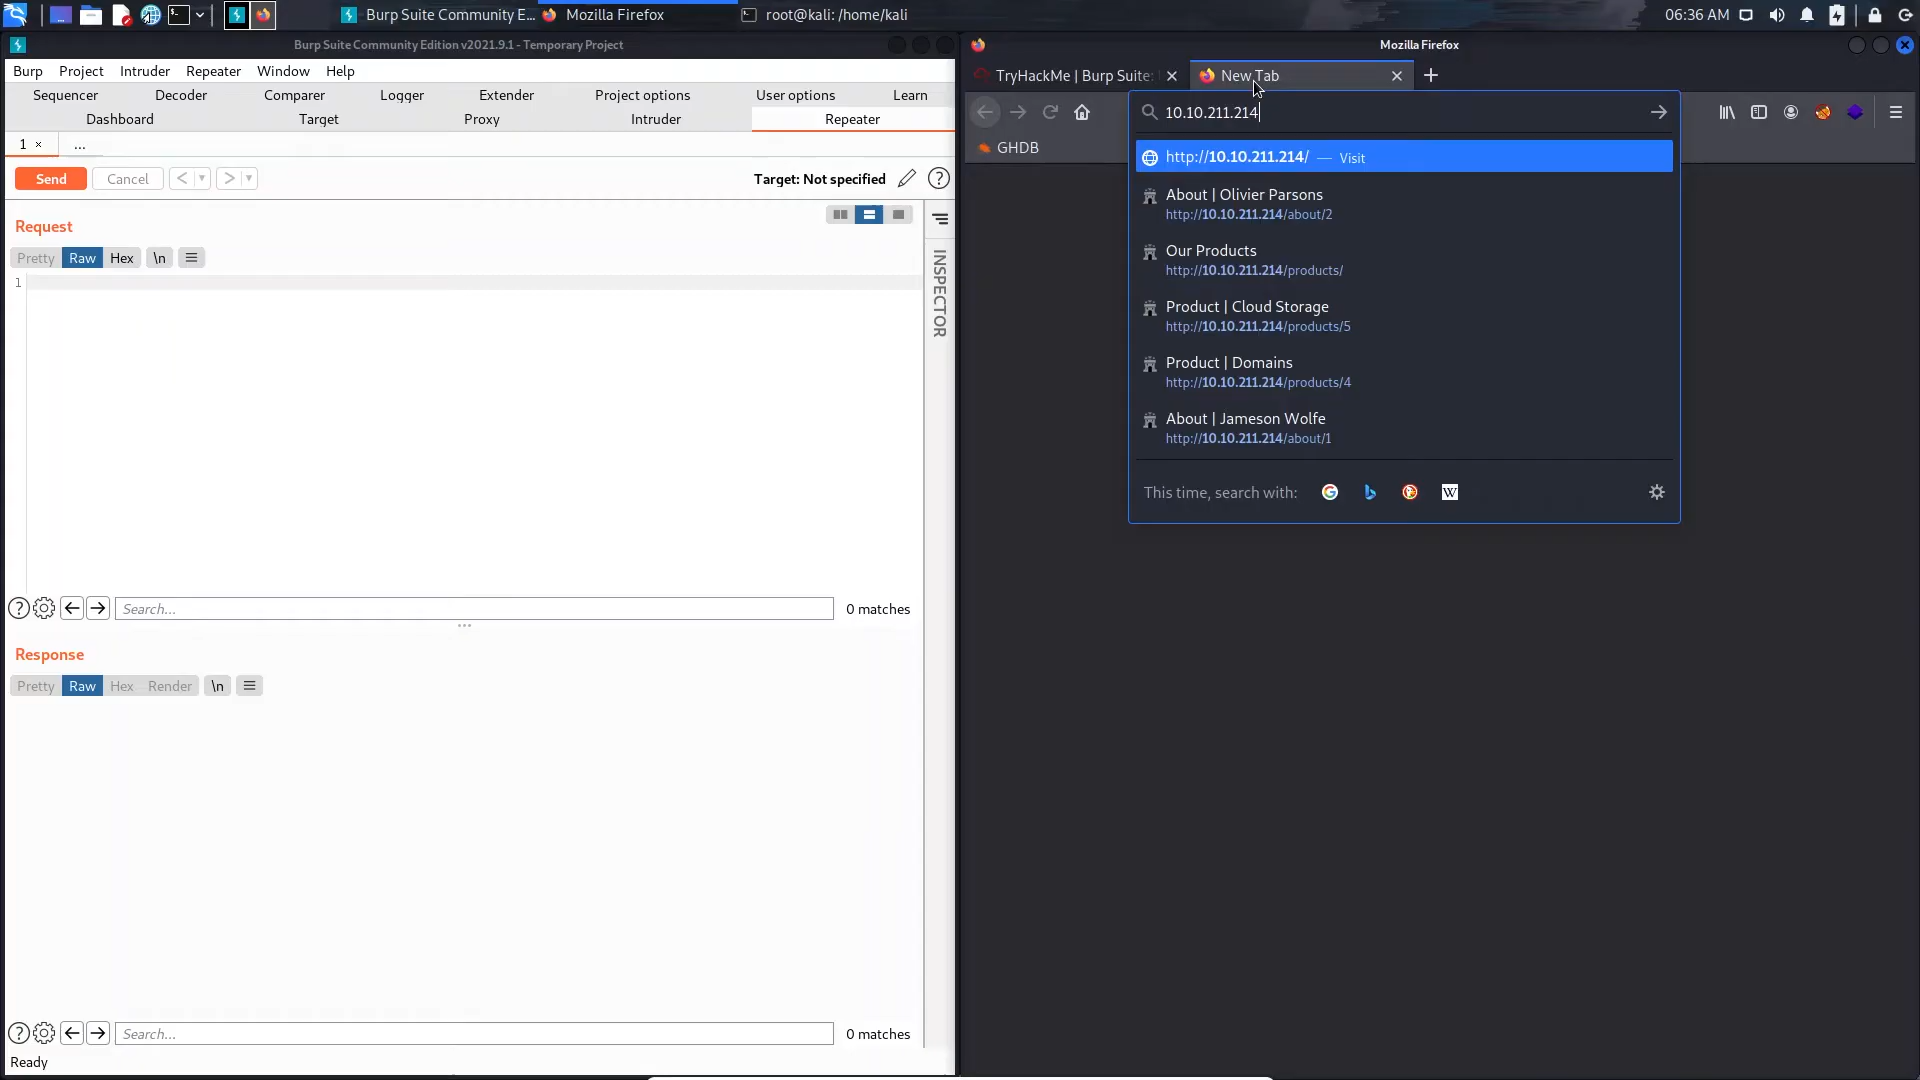 Burp Suite Community E...
Mozilla Firefox
root@kali: /home/kali
06:36 AM
Burp Suite Community Edition v2021.9.1 - Temporary Project
Burp Project Intruder Repeater Window Help
Sequencer Decoder Comparer Logger Extender Project options User options Learn
Dashboard Target Proxy Intruder Repeater
1 × ...
Send Cancel < > Target: Not specified ?
Request
Pretty Raw Hex \n
1
INSPECTOR
? Search... 0 matches
Response
Pretty Raw Hex Render \n
? Search... 0 matches
Ready
Mozilla Firefox
TryHackMe | Burp Suite:
New Tab
10.10.211.214
GHDB
http://10.10.211.214/ — Visit
About | Olivier Parsons
http://10.10.211.214/about/2
Our Products
http://10.10.211.214/products/
Product | Cloud Storage
http://10.10.211.214/products/5
Product | Domains
http://10.10.211.214/products/4
About | Jameson Wolfe
http://10.10.211.214/about/1
This time, search with: